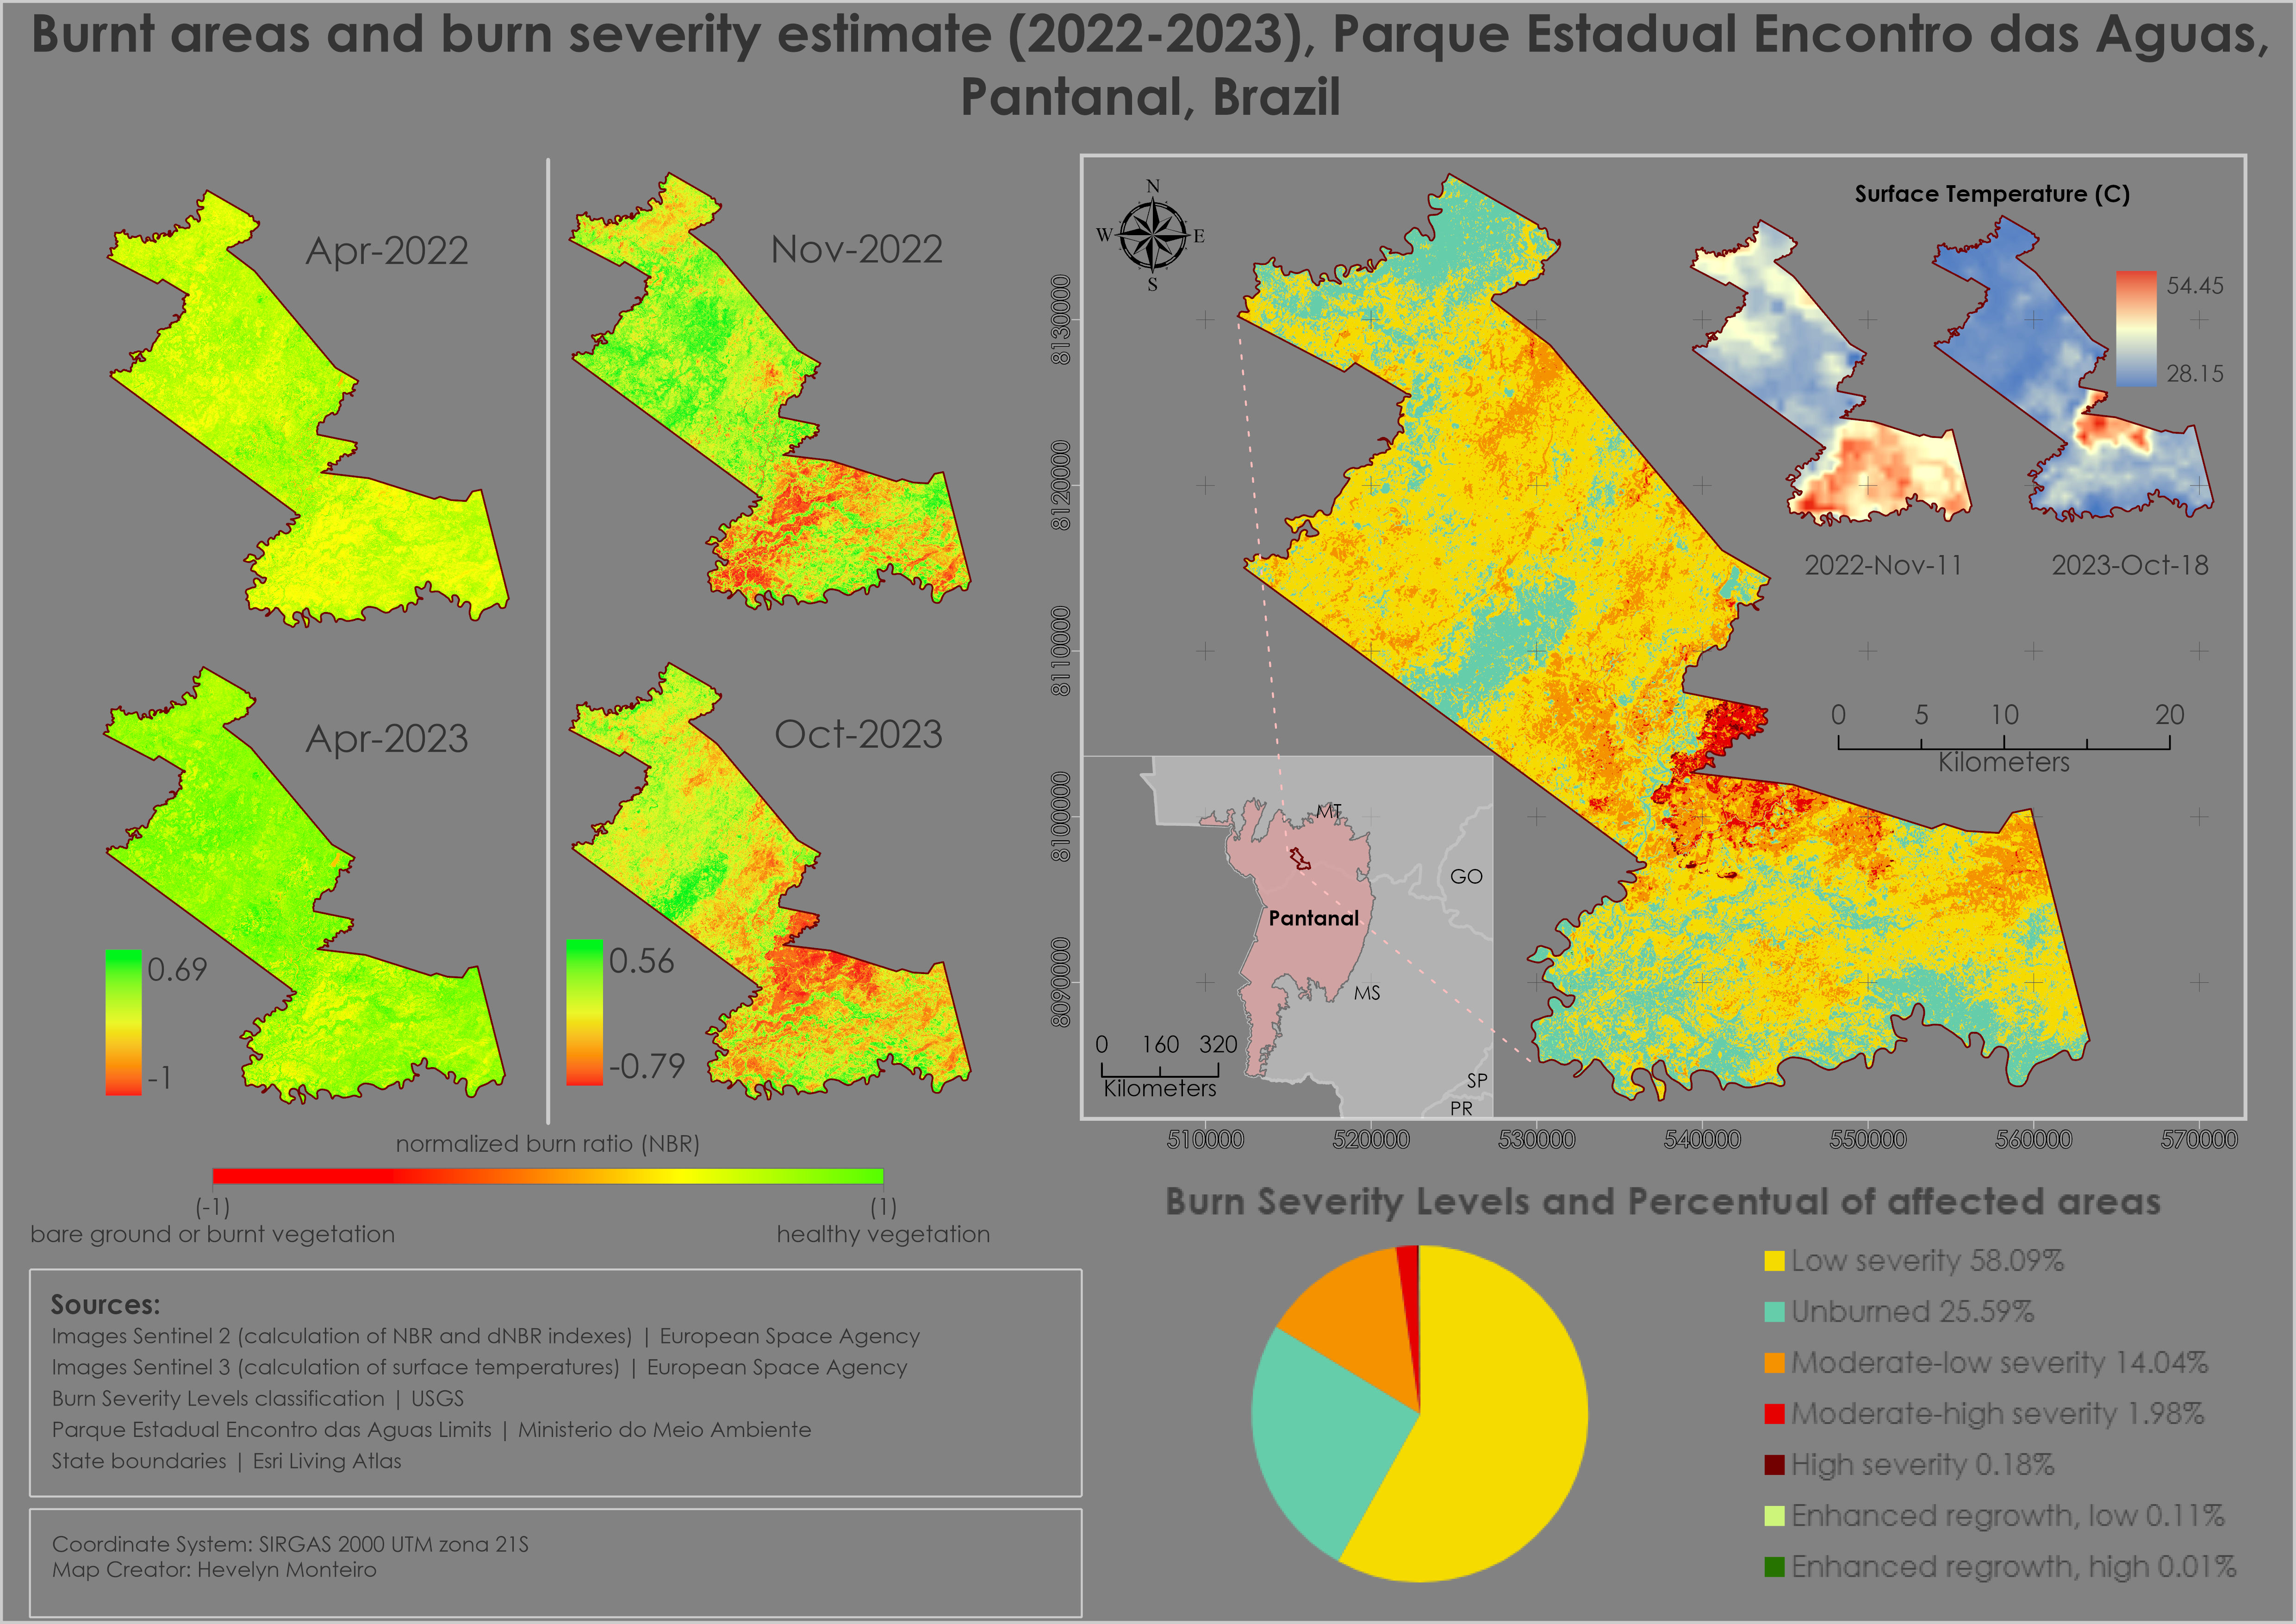 Burnt areas and burn severity estimate (2022-2023), Parque Estadual Encontro das Aguas,
Pantanal, Brazil
Apr-2022
Nov-2022
Apr-2023
Oct-2023
0.69
-1
0.56
-0.79
normalized burn ratio (NBR)
(-1)
(1)
bare ground or burnt vegetation
healthy vegetation
Sources:
Images Sentinel 2 (calculation of NBR and dNBR indexes) | European Space Agency
Images Sentinel 3 (calculation of surface temperatures) | European Space Agency
Burn Severity Levels classification | USGS
Parque Estadual Encontro das Aguas Limits | Ministerio do Meio Ambiente
State boundaries | Esri Living Atlas
Coordinate System: SIRGAS 2000 UTM zona 21S
Map Creator: Hevelyn Monteiro
N
W
E
S
Surface Temperature (C)
54.45
28.15
2022-Nov-11
2023-Oct-18
0 5 10 20
Kilometers
8130000
8120000
8110000
8100000
8090000
MT
GO
Pantanal
MS
SP
PR
0 160 320
Kilometers
510000 520000 530000 540000 550000 560000 570000
Burn Severity Levels and Percentual of affected areas
Low severity 58.09%
Unburned 25.59%
Moderate-low severity 14.04%
Moderate-high severity 1.98%
High severity 0.18%
Enhanced regrowth, low 0.11%
Enhanced regrowth, high 0.01%